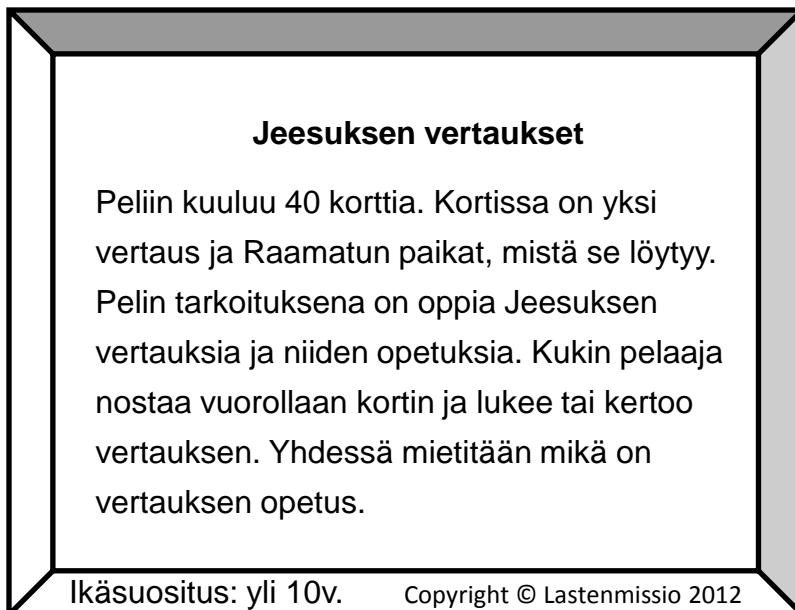 Jeesuksen vertaukset
Peliin kuuluu 40 korttia. Kortissa on yksi
vertaus ja Raamatun paikat, mistä se löytyy.
Pelin tarkoituksena on oppia Jeesuksen
vertauksia ja niiden opetuksia. Kukin pelaaja
nostaa vuorollaan kortin ja lukee tai kertoo
vertauksen. Yhdessä mietitään mikä on
vertauksen opetus.
Ikäsuositus: yli 10v. Copyright © Lastenmissio 2012